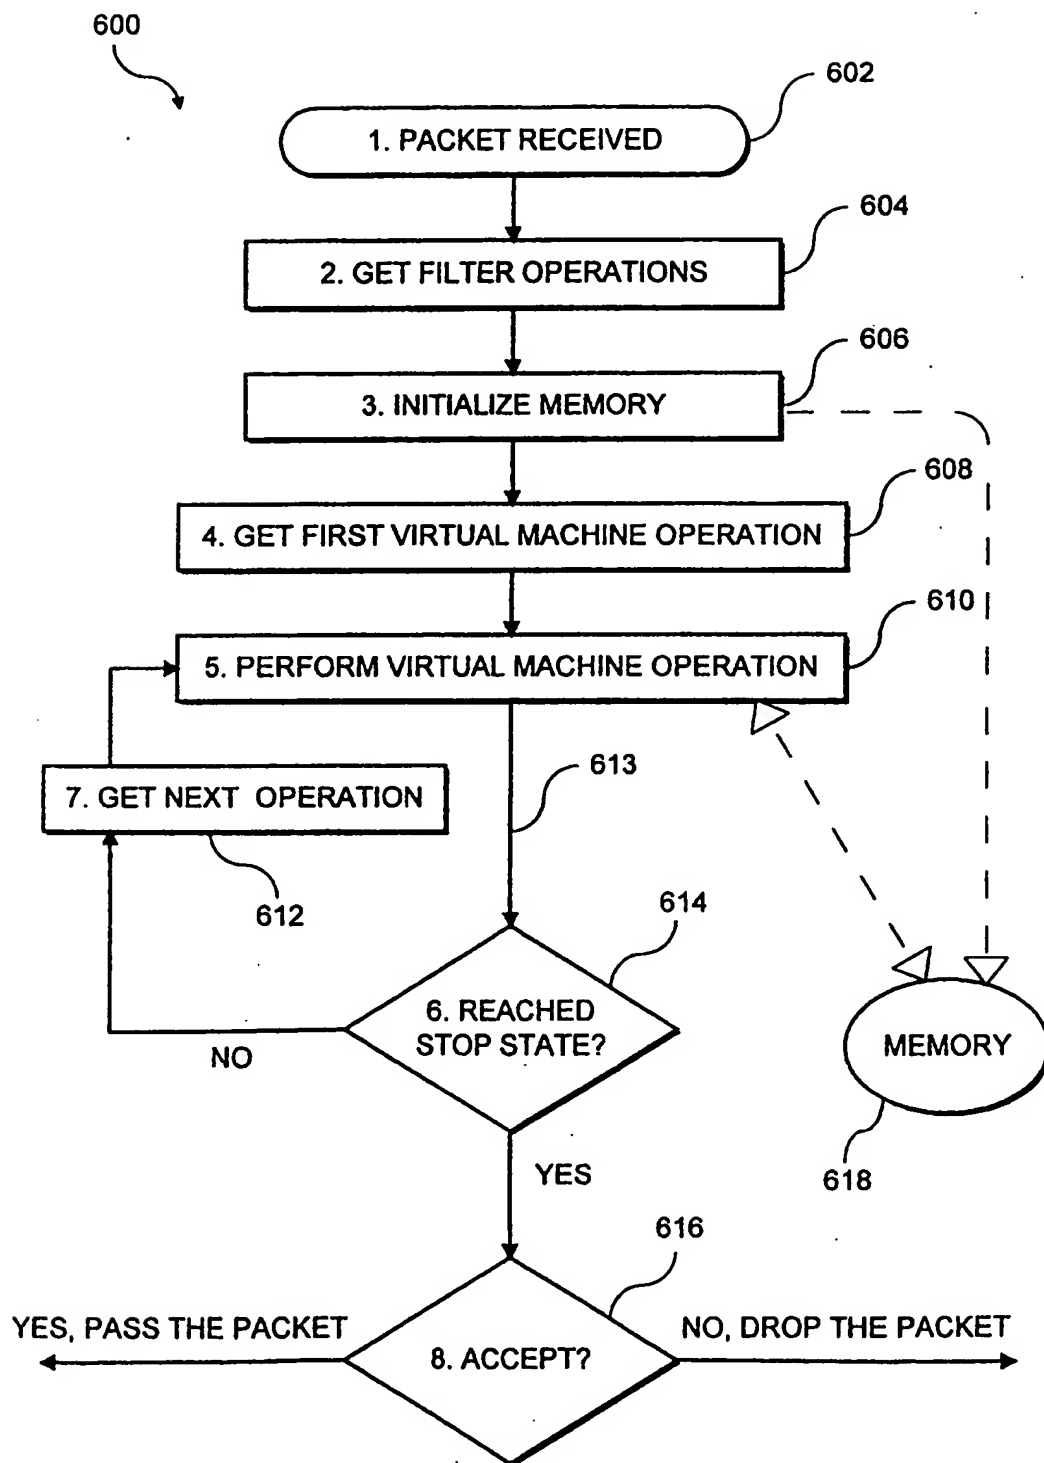 600
602
1. PACKET RECEIVED
604
2. GET FILTER OPERATIONS
606
3. INITIALIZE MEMORY
608
4. GET FIRST VIRTUAL MACHINE OPERATION
610
5. PERFORM VIRTUAL MACHINE OPERATION
613
7. GET NEXT OPERATION
612
614
6. REACHED
STOP STATE?
NO
MEMORY
618
YES
616
YES, PASS THE PACKET
NO, DROP THE PACKET
8. ACCEPT?